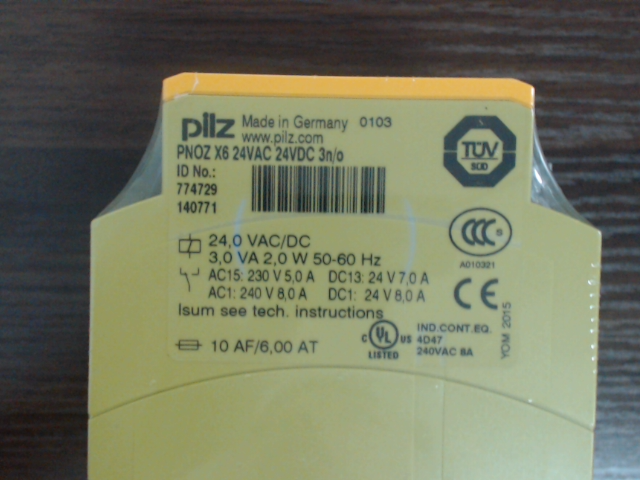 pilz Made in Germany 0103
www.pilz.com
PNOZ X6 24VAC 24VDC 3n/o
ID No.:
774729
140771
TÜV
SÜD
CCC
A010321
24,0 VAC/DC
3,0 VA 2,0 W 50-60 Hz
AC15: 230 V 5,0 A DC13: 24 V 7,0 A
AC1: 240 V 8,0 A DC1: 24 V 8,0 A
Isum see tech. instructions
CE
YOM 2015
10 AF/6,00 AT
C UL US
LISTED
IND.CONT.EQ.
4D47
240VAC 8A